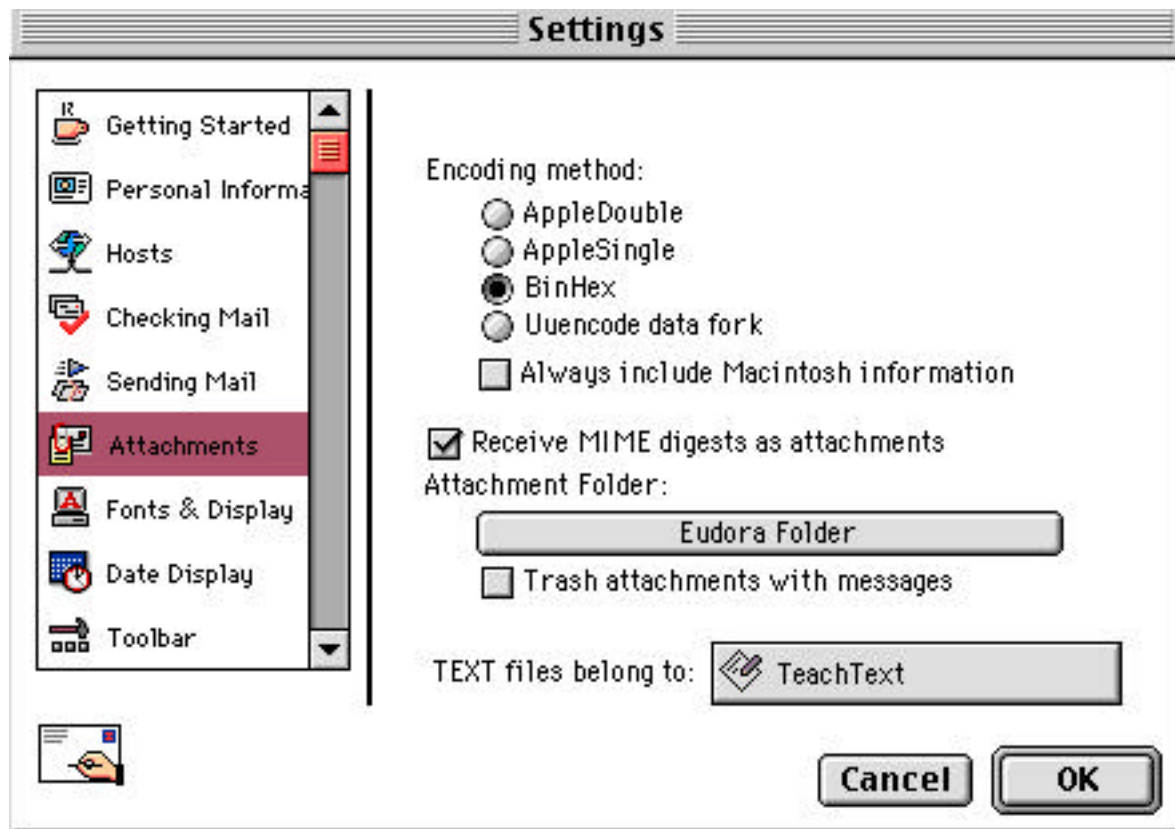 Settings
Getting Started
Personal Informa
Hosts
Checking Mail
Sending Mail
Attachments
Fonts & Display
Date Display
Toolbar
Encoding method:
AppleDouble
AppleSingle
BinHex
Uuencode data fork
Always include Macintosh information
Receive MIME digests as attachments
Attachment Folder:
Eudora Folder
Trash attachments with messages
TEXT files belong to: TeachText
Cancel OK